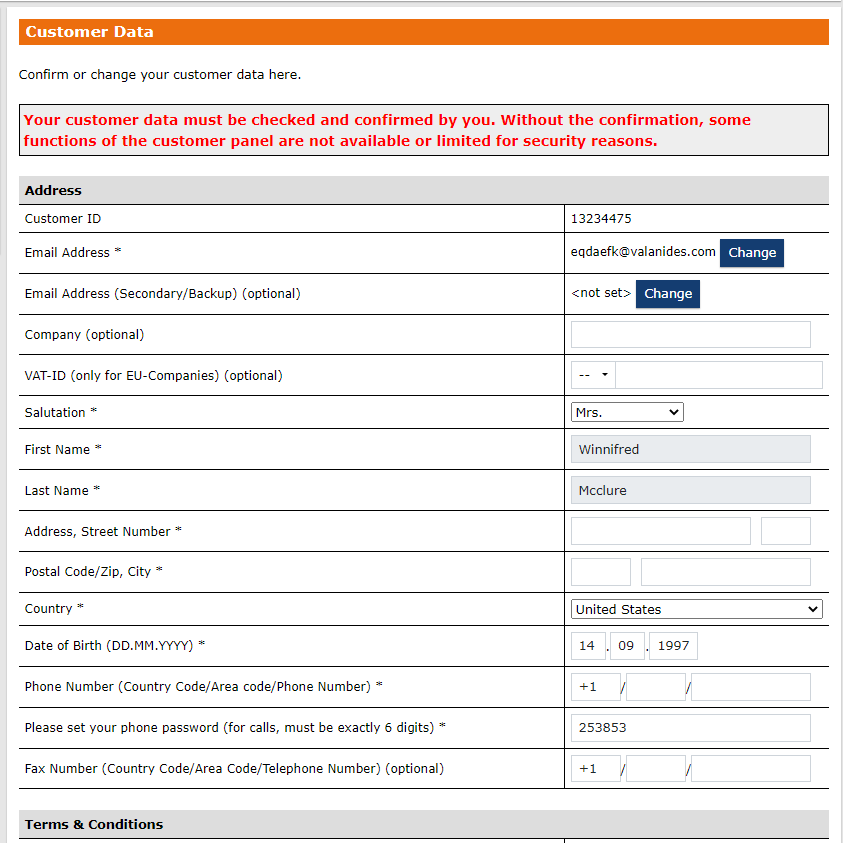 Customer Data
Confirm or change your customer data here.
Your customer data must be checked and confirmed by you. Without the confirmation, some
functions of the customer panel are not available or limited for security reasons.
Address
Customer ID 13234475
Email Address * eqdaefk@valanides.com Change
Email Address (Secondary/Backup) (optional) <not set> Change
Company (optional)
VAT-ID (only for EU-Companies) (optional) --
Salutation * Mrs.
First Name * Winnifred
Last Name * Mcclure
Address, Street Number *
Postal Code/Zip, City *
Country * United States
Date of Birth (DD.MM.YYYY) * 14 . 09 . 1997
Phone Number (Country Code/Area code/Phone Number) * +1 / /
Please set your phone password (for calls, must be exactly 6 digits) * 253853
Fax Number (Country Code/Area Code/Telephone Number) (optional) +1 / /
Terms & Conditions